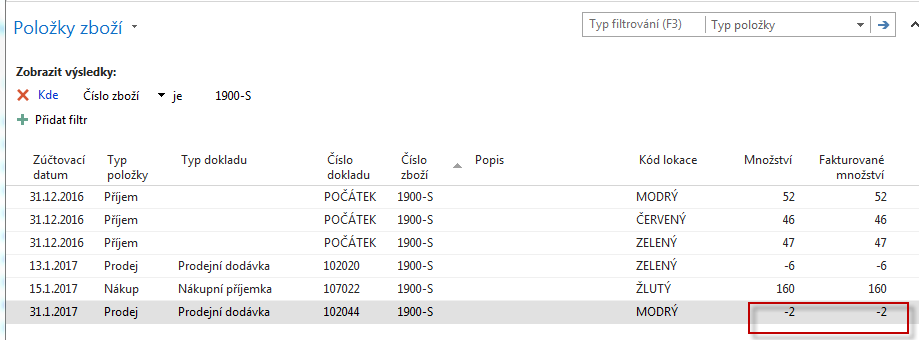 Položky zboží
Typ filtrování (F3) Typ položky
Zobrazit výsledky:
Kde Číslo zboží je 1900-S
Přidat filtr
Zúčtovací datum Typ položky Typ dokladu Číslo dokladu Číslo zboží Popis Kód lokace Množství Fakturované množství
31.12.2016 Příjem POČÁTEK 1900-S MODRÝ 52 52
31.12.2016 Příjem POČÁTEK 1900-S ČERVENÝ 46 46
31.12.2016 Příjem POČÁTEK 1900-S ZELENÝ 47 47
13.1.2017 Prodej Prodejní dodávka 102020 1900-S ZELENÝ -6 -6
15.1.2017 Nákup Nákupní příjemka 107022 1900-S ŽLUTÝ 160 160
31.1.2017 Prodej Prodejní dodávka 102044 1900-S MODRÝ -2 -2